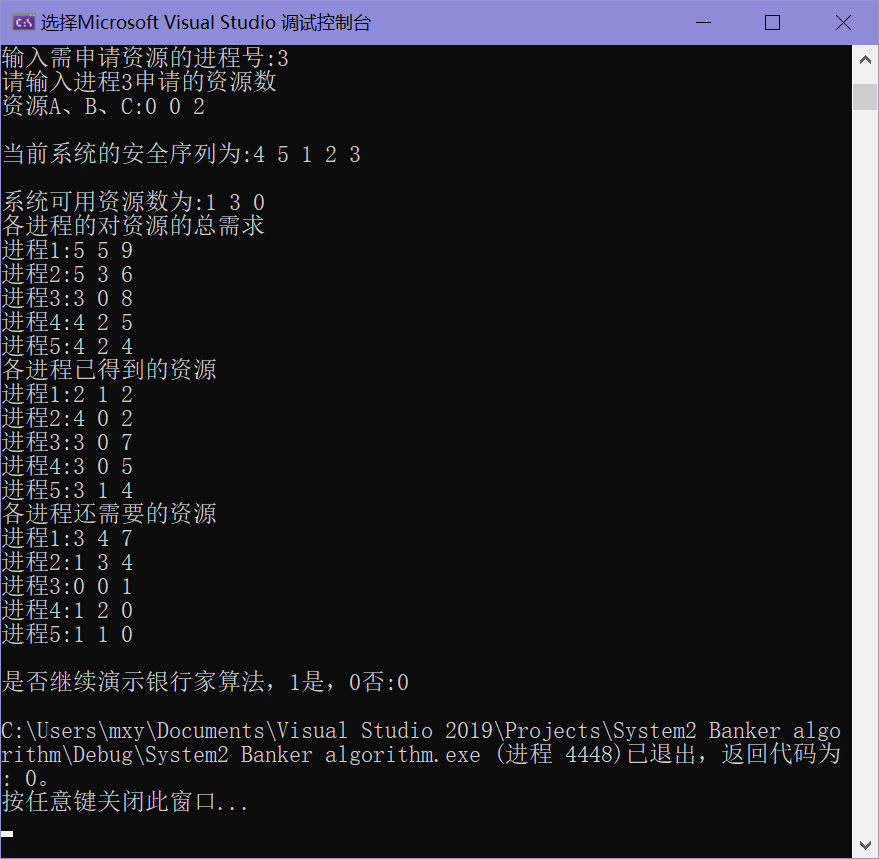 选择Microsoft Visual Studio 调试控制台
输入需申请资源的进程号:3
请输入进程3申请的资源数
资源A、B、C:0 0 2
当前系统的安全序列为:4 5 1 2 3
系统可用资源数为:1 3 0
各进程的对资源的总需求
进程1:5 5 9
进程2:5 3 6
进程3:3 0 8
进程4:4 2 5
进程5:4 2 4
各进程已得到的资源
进程1:2 1 2
进程2:4 0 2
进程3:3 0 7
进程4:3 0 5
进程5:3 1 4
各进程还需要的资源
进程1:3 4 7
进程2:1 3 4
进程3:0 0 1
进程4:1 2 0
进程5:1 1 0
是否继续演示银行家算法，1是，0否:0
C:\Users\mxy\Documents\Visual Studio 2019\Projects\System2 Banker algo
rithm\Debug\System2 Banker algorithm.exe (进程 4448)已退出，返回代码为
: 0。
按任意键关闭此窗口...